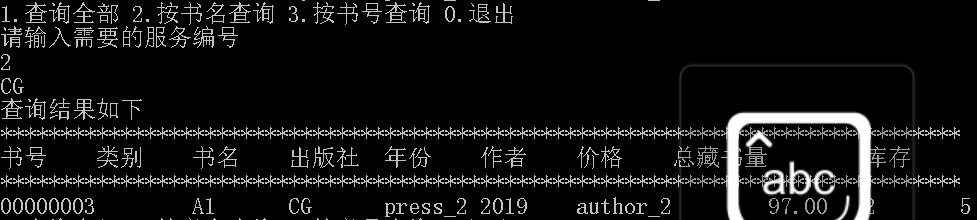 1.查询全部 2.按书名查询 3.按书号查询 0.退出
请输入需要的服务编号
2
CG
查询结果如下
********************************************************************************
书号 类别 书名 出版社 年份 作者 价格 总藏书量 库存
********************************************************************************
00000003 A1 CG press_2 2019 author_2 97.00 2 5
abc